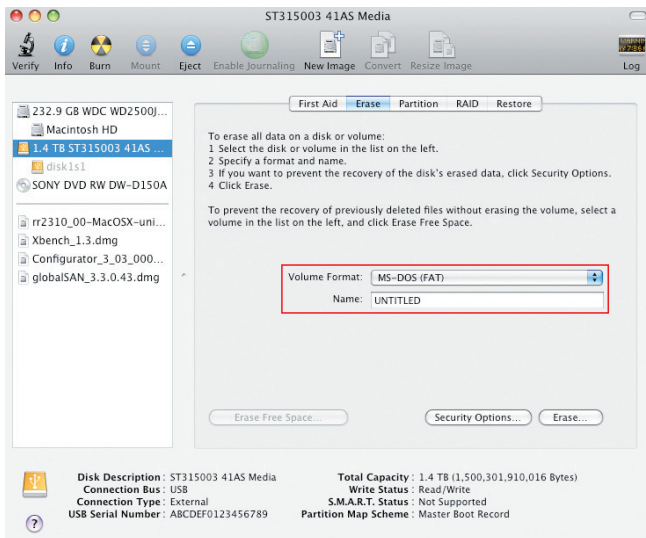 ST315003 41AS Media
Verify Info Burn Mount Eject Enable Journaling New Image Convert Resize Image Log
232.9 GB WDC WD2500J...
Macintosh HD
1.4 TB ST315003 41AS ...
disk1s1
SONY DVD RW DW-D150A
rr2310_00-MacOSX-uni...
Xbench_1.3.dmg
Configurator_3_03_000...
globalSAN_3.3.0.43.dmg
First Aid Erase Partition RAID Restore
To erase all data on a disk or volume:
1 Select the disk or volume in the list on the left.
2 Specify a format and name.
3 If you want to prevent the recovery of the disk's erased data, click Security Options.
4 Click Erase.
To prevent the recovery of previously deleted files without erasing the volume, select a
volume in the list on the left, and click Erase Free Space.
Volume Format: MS-DOS (FAT)
Name: UNTITLED
Erase Free Space... Security Options... Erase...
Disk Description : ST315003 41AS Media
Connection Bus : USB
Connection Type : External
USB Serial Number : ABCDEF0123456789
Total Capacity : 1.4 TB (1,500,301,910,016 Bytes)
Write Status : Read/Write
S.M.A.R.T. Status : Not Supported
Partition Map Scheme : Master Boot Record
?